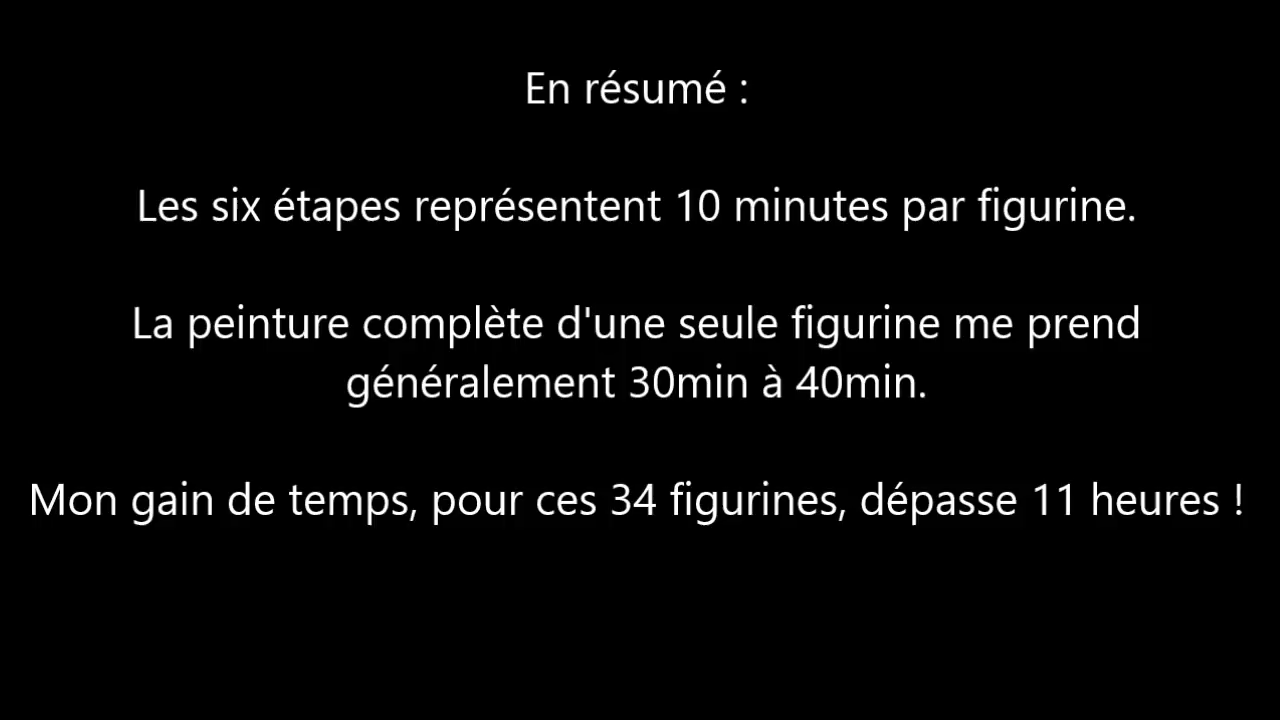 En résumé :
Les six étapes représentent 10 minutes par figurine.
La peinture complète d'une seule figurine me prend
généralement 30min à 40min.
Mon gain de temps, pour ces 34 figurines, dépasse 11 heures !